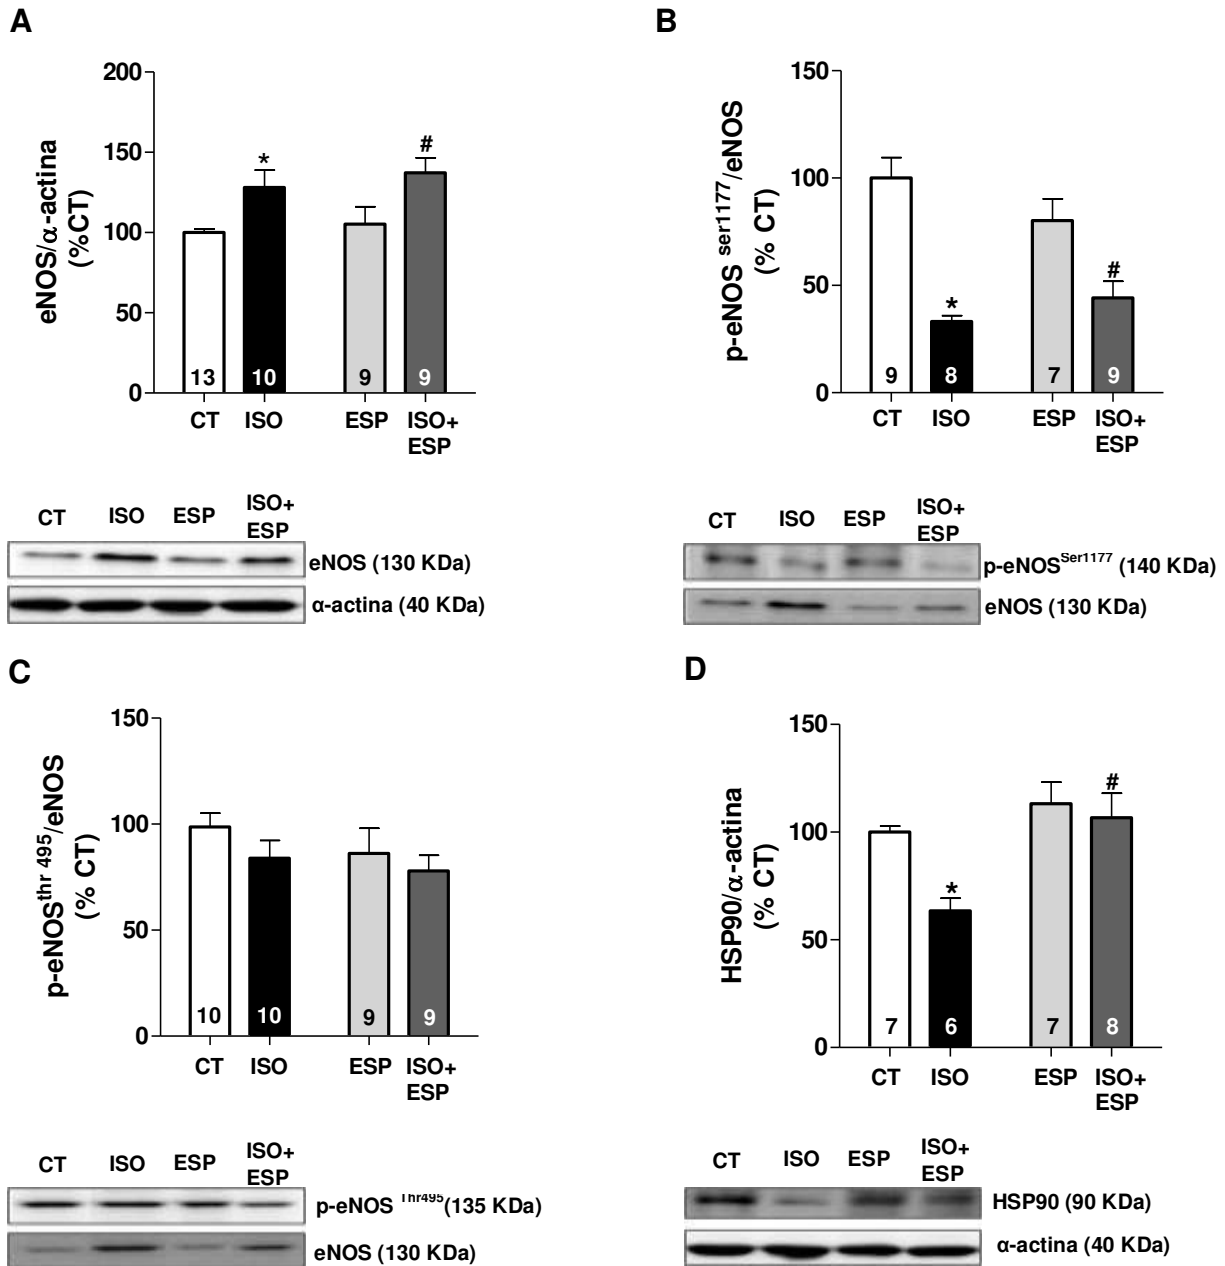 A
200
150
100
50
0
eNOS/α-actina
(%CT)
*
#
13
10
9
9
CT
ISO
ESP
ISO+
ESP
CT
ISO
ESP
ISO+
ESP
eNOS (130 KDa)
α-actina (40 KDa)
B
150
100
50
0
p-eNOS ser1177/eNOS
(% CT)
*
#
9
8
7
9
CT
ISO
ESP
ISO+
ESP
CT
ISO
ESP
ISO+
ESP
p-eNOSSer1177 (140 KDa)
eNOS (130 KDa)
C
150
100
50
0
p-eNOSthr 495/eNOS
(% CT)
10
10
9
9
CT
ISO
ESP
ISO+
ESP
CT
ISO
ESP
ISO+
ESP
p-eNOS Thr495(135 KDa)
eNOS (130 KDa)
D
150
100
50
0
HSP90/α-actina
(% CT)
*
#
7
6
7
8
CT
ISO
ESP
ISO+
ESP
CT
ISO
ESP
ISO+
ESP
HSP90 (90 KDa)
α-actina (40 KDa)